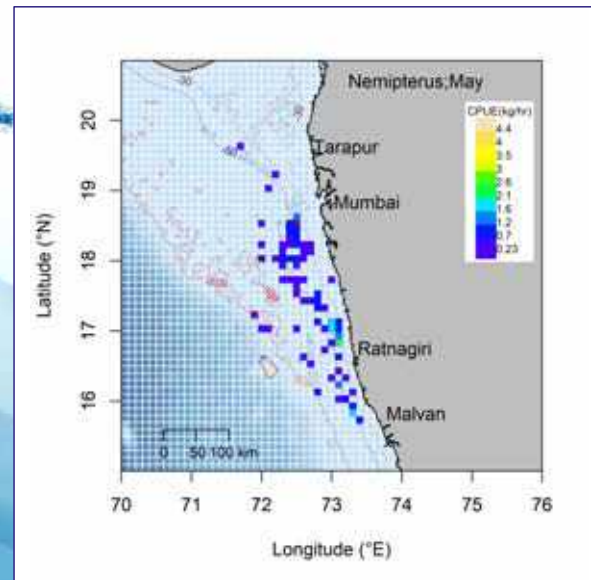 Nemipterus;May
CPUE(kg/hr)
4.4
4
3.5
3
2.6
2.1
1.6
1.2
0.7
0.23
Tarapur
Mumbai
Ratnagiri
Malvan
0 50 100 km
Latitude (°N)
20
19
18
17
16
70 71 72 73 74 75 76
Longitude (°E)